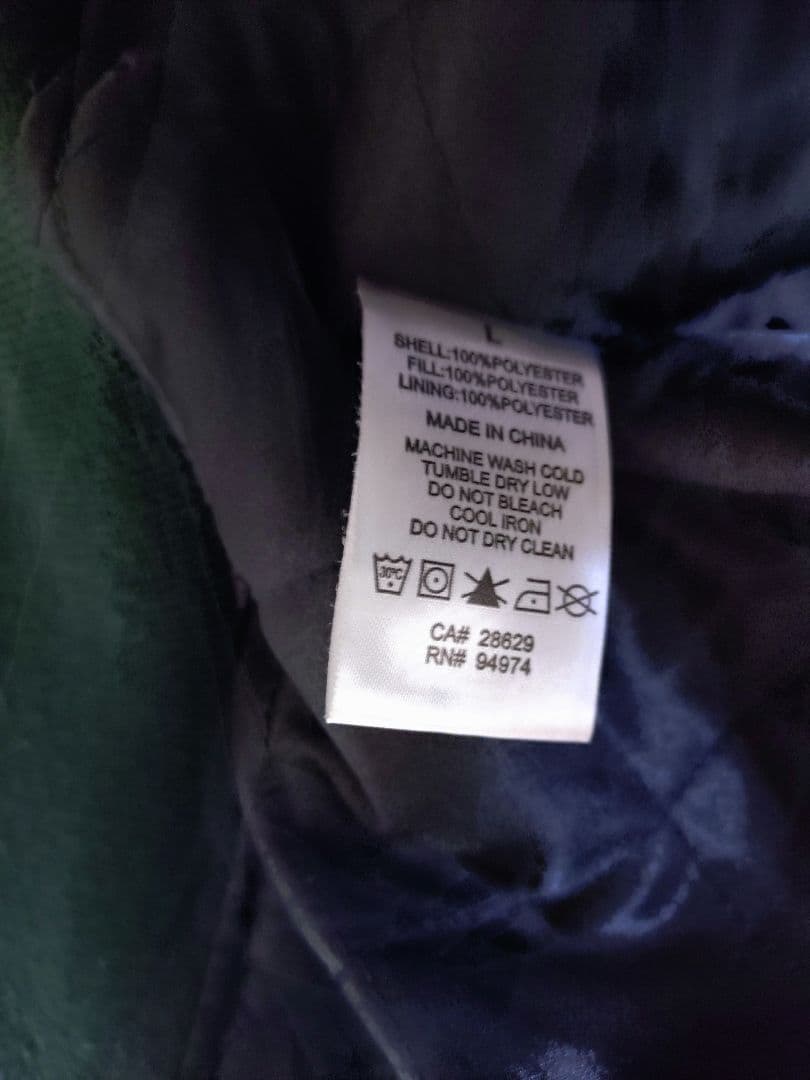 L
SHELL:100%POLYESTER
FILL:100%POLYESTER
LINING:100%POLYESTER
MADE IN CHINA
MACHINE WASH COLD
TUMBLE DRY LOW
DO NOT BLEACH
COOL IRON
DO NOT DRY CLEAN
30°C
CA# 28629
RN# 94974